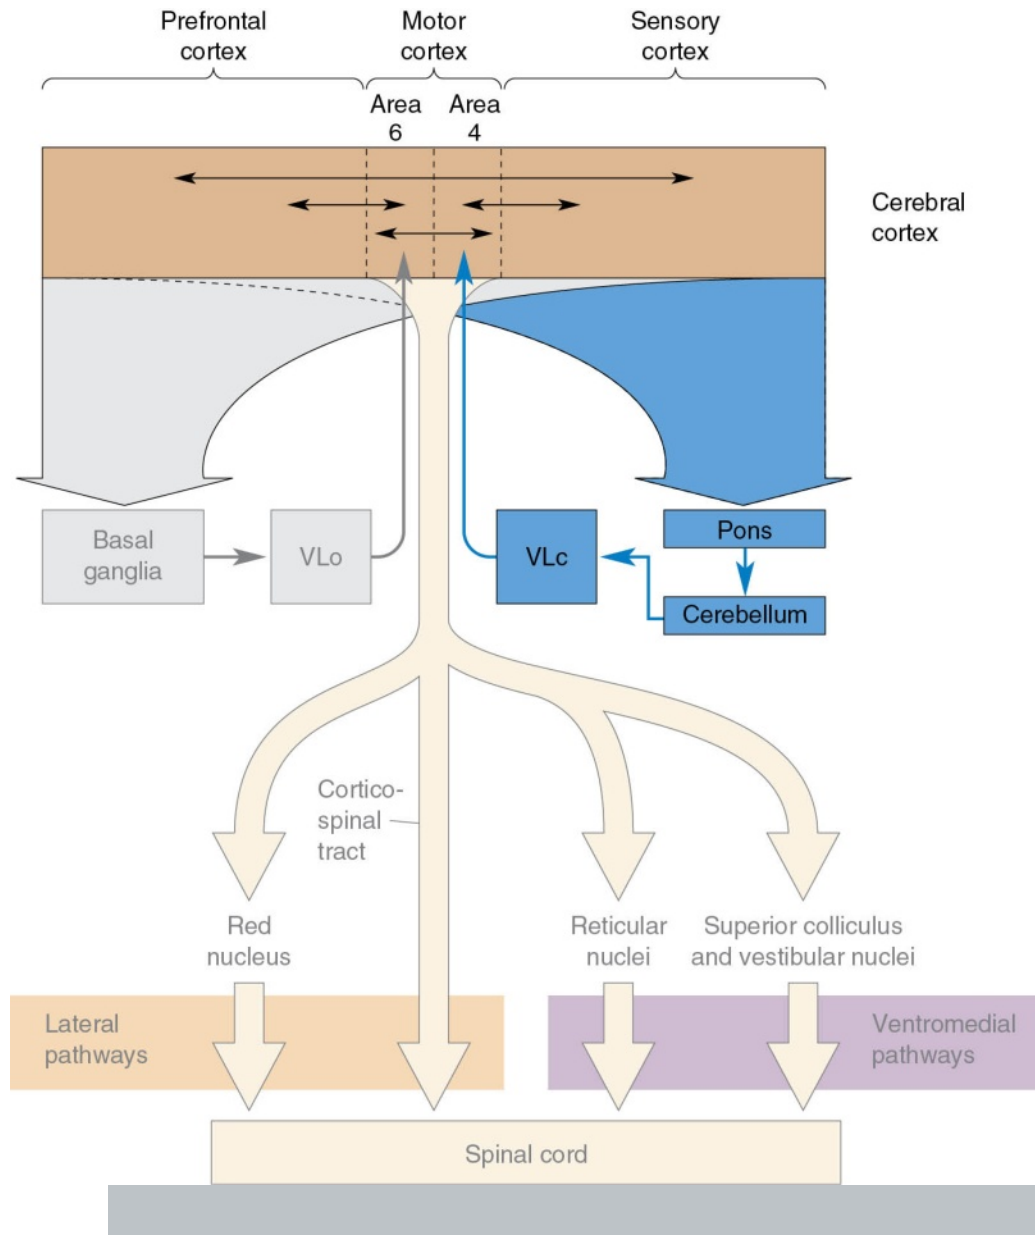 Prefrontal
cortex
Motor
cortex
Sensory
cortex
Area
6
Area
4
Cerebral
cortex
Basal
ganglia
VLo
VLc
Pons
Cerebellum
Cortico-
spinal
tract
Red
nucleus
Reticular
nuclei
Superior colliculus
and vestibular nuclei
Lateral
pathways
Ventromedial
pathways
Spinal cord